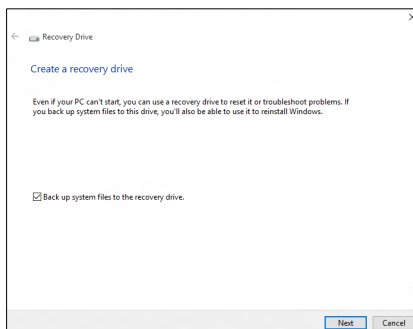 Recovery Drive
Create a recovery drive
Even if your PC can't start, you can use a recovery drive to reset it or troubleshoot problems. If
you back up system files to this drive, you'll also be able to use it to reinstall Windows.
Back up system files to the recovery drive.
Next Cancel